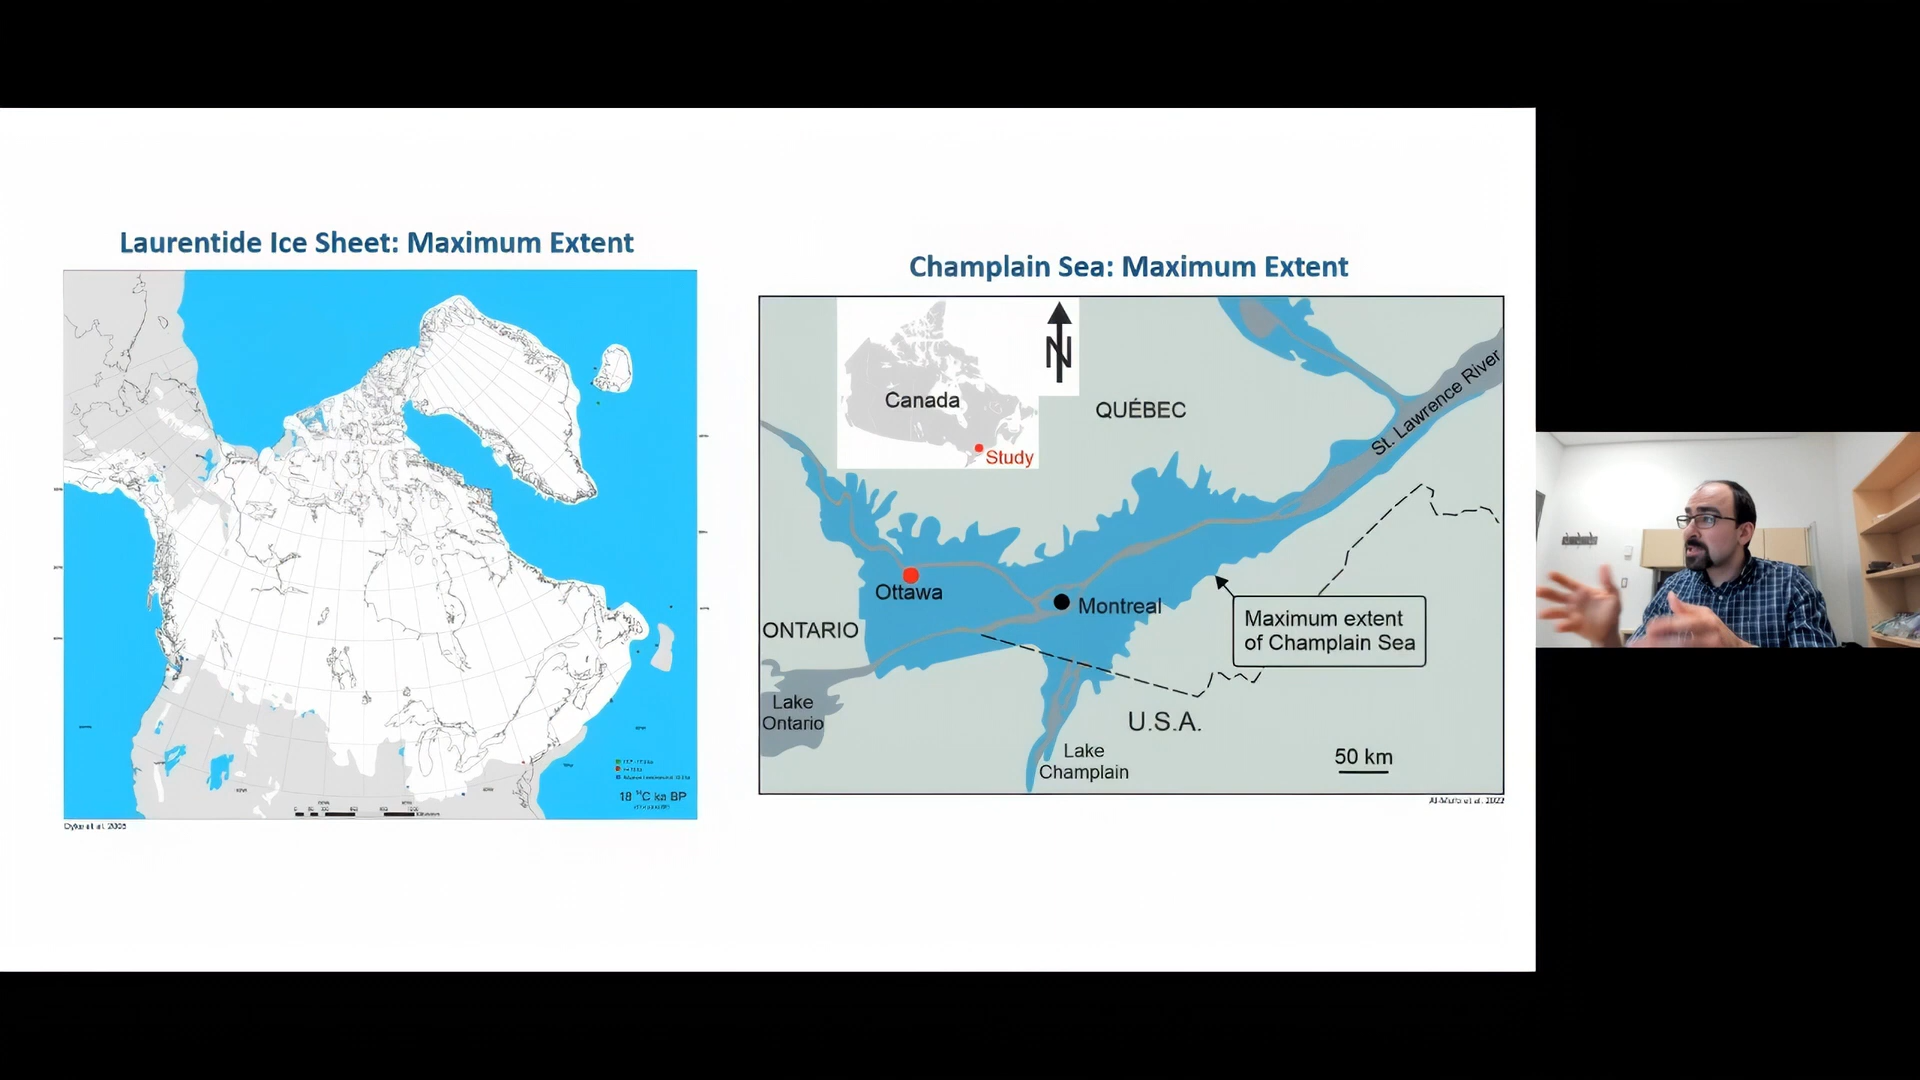 Laurentide Ice Sheet: Maximum Extent
18 ¹⁴C ka BP
Champlain Sea: Maximum Extent
Canada
Study
N
QUÉBEC
St. Lawrence River
Ottawa
Montreal
ONTARIO
Maximum extent
of Champlain Sea
Lake
Ontario
U.S.A.
Lake
Champlain
50 km